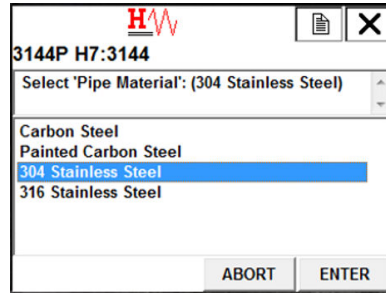 H
3144P H7:3144
Select 'Pipe Material': (304 Stainless Steel)
Carbon Steel
Painted Carbon Steel
304 Stainless Steel
316 Stainless Steel
ABORT
ENTER